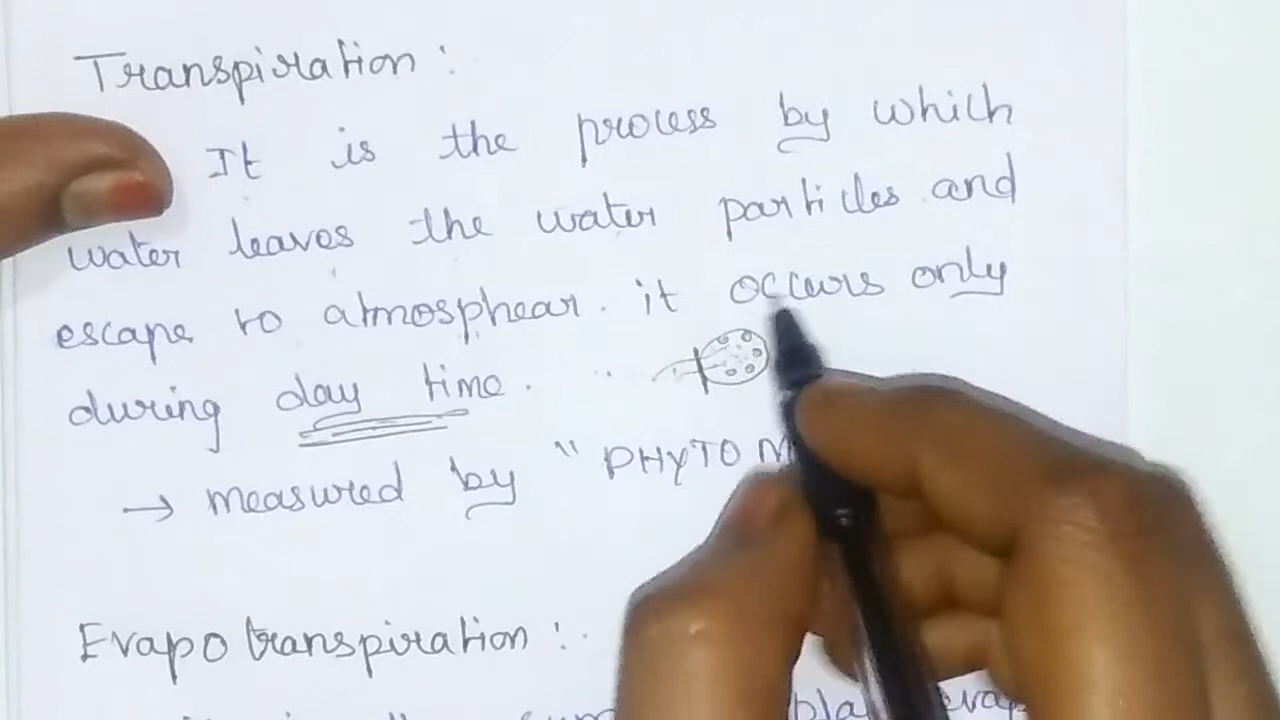 Transpiration :
It is the process by which
water leaves the water particles and
escape to atmosphear. it occurs only
during day time.
→ measured by "PHYTOM
Evapotranspiration :